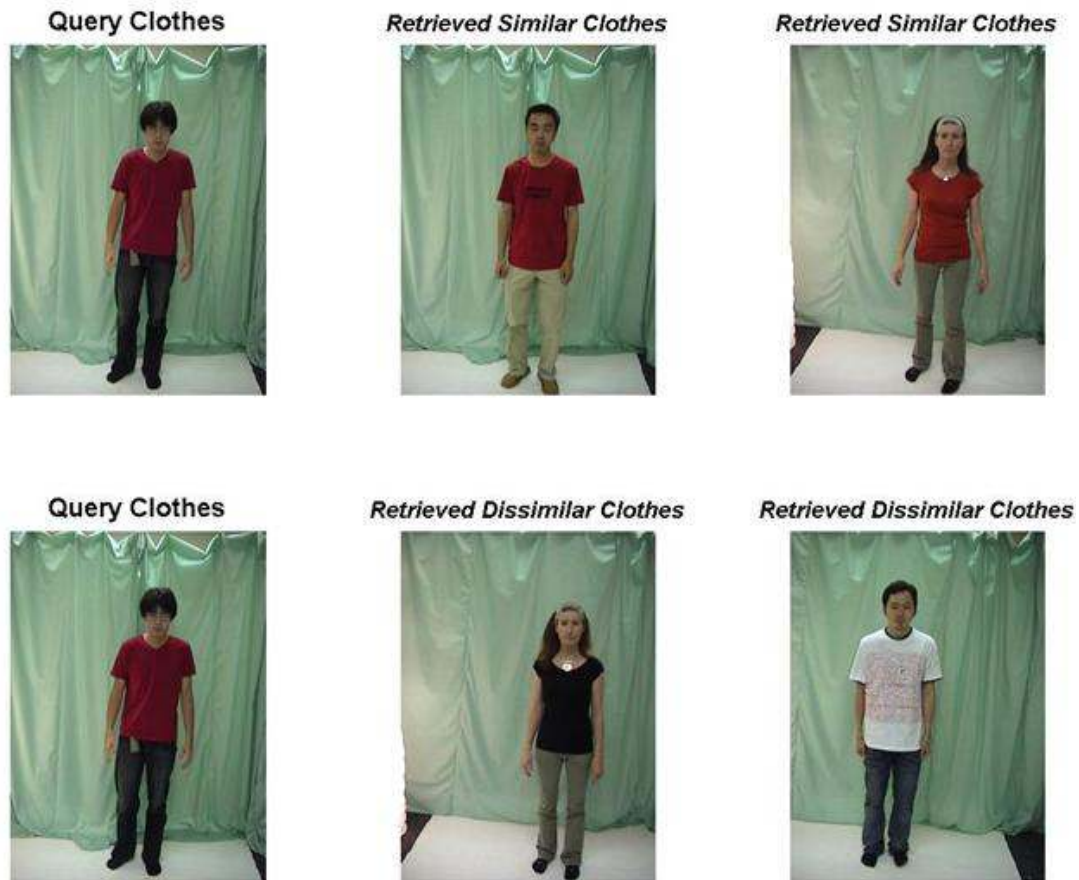 Query Clothes
Retrieved Similar Clothes
Retrieved Similar Clothes
Query Clothes
Retrieved Dissimilar Clothes
Retrieved Dissimilar Clothes